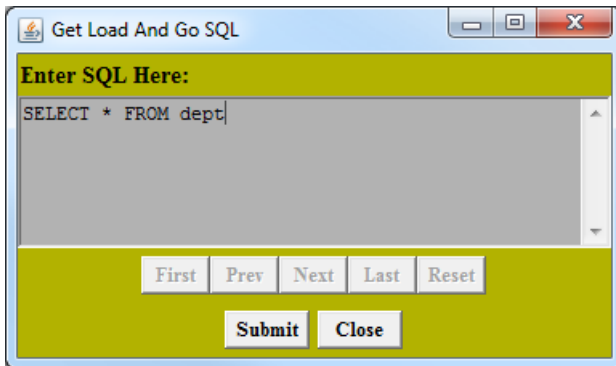 Get Load And Go SQL
Enter SQL Here:
SELECT * FROM dept
First Prev Next Last Reset
Submit Close